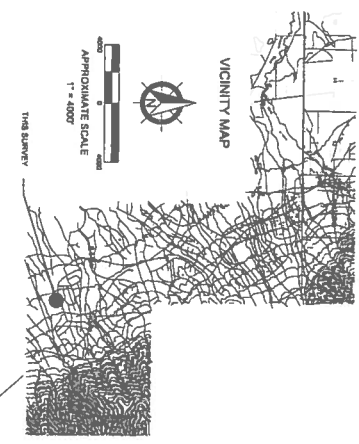 VICINITY MAP
N
4000 0 4000
APPROXIMATE SCALE
1" = 4000'
THIS SURVEY